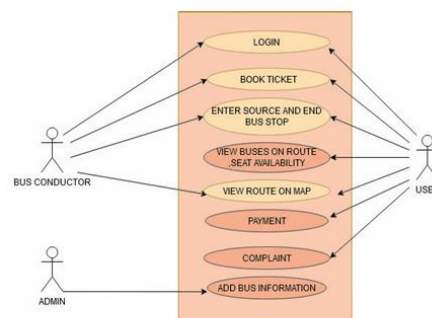 LOGIN
BOOK TICKET
ENTER SOURCE AND END
BUS STOP
VIEW BUSES ON ROUTE
,SEAT AVAILABILITY
BUS CONDUCTOR
USE
VIEW ROUTE ON MAP
PAYMENT
COMPLAINT
ADD BUS INFORMATION
ADMIN